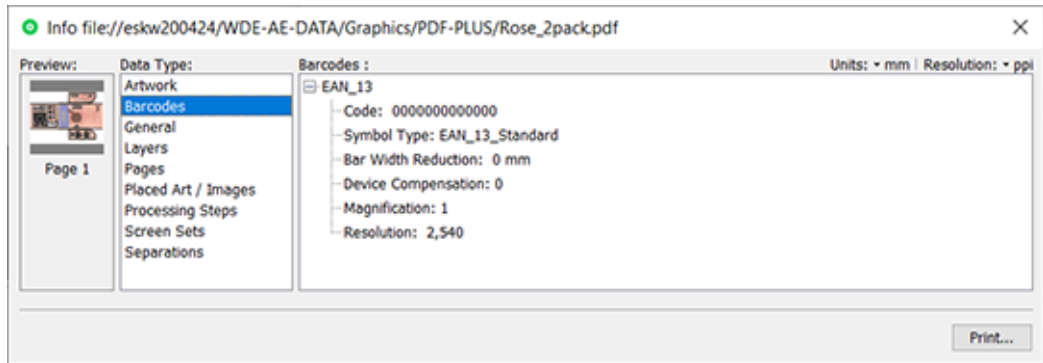 Info file://eskw200424/WDE-AE-DATA/Graphics/PDF-PLUS/Rose_2pack.pdf
Preview:
Page 1
Data Type:
Artwork
Barcodes
General
Layers
Pages
Placed Art / Images
Processing Steps
Screen Sets
Separations
Barcodes :
Units: mm | Resolution: ppi
EAN_13
Code: 0000000000000
Symbol Type: EAN_13_Standard
Bar Width Reduction: 0 mm
Device Compensation: 0
Magnification: 1
Resolution: 2,540
Print...